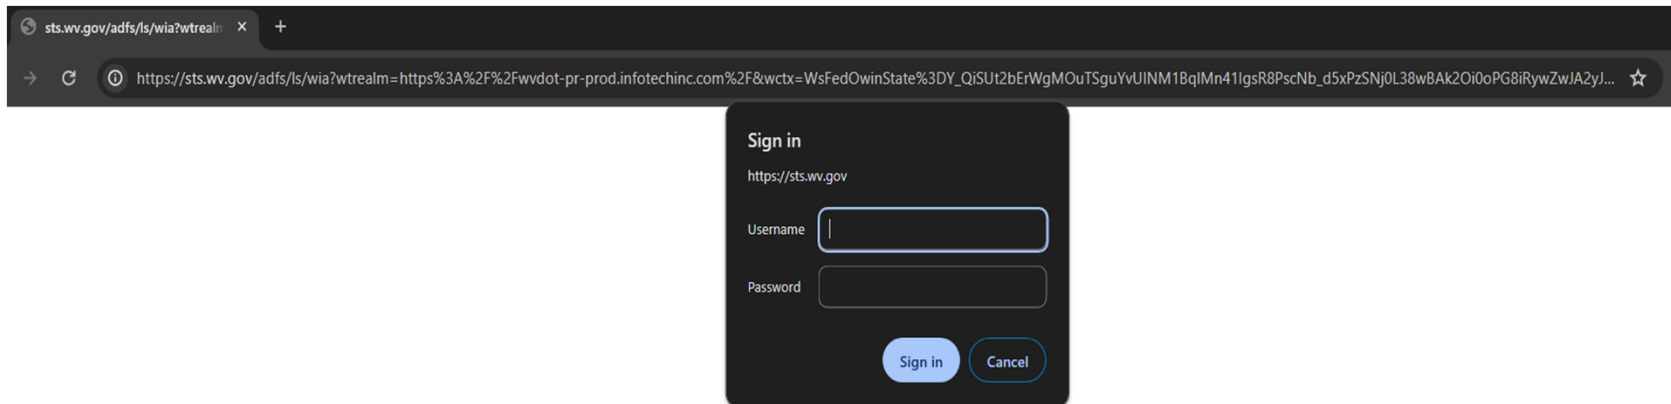 sts.wv.gov/adfs/ls/wia?wtrealm
https://sts.wv.gov/adfs/ls/wia?wtrealm=https%3A%2F%2Fwvdot-pr-prod.infotechinc.com%2F&wctx=WsFedOwinState%3DY_QiSUt2bErWgMOuTSguYvUINM1BqlMn41IgsR8PscNb_d5xPzSNj0L38wBAk2Oi0oPG8iRywZwJA2yJ...
Sign in
https://sts.wv.gov
Username
Password
Sign in Cancel